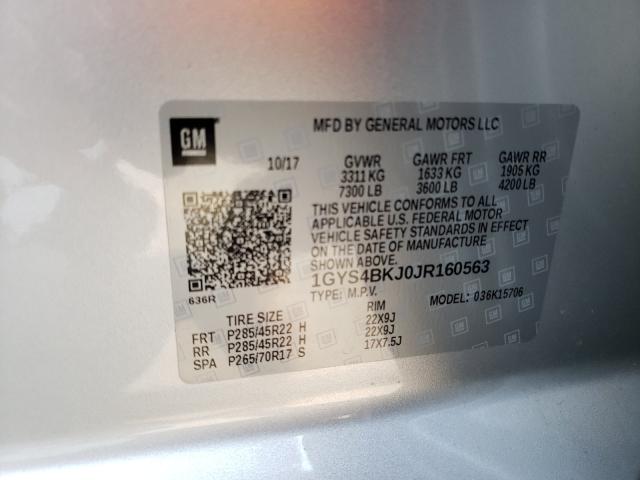 GM
MFD BY GENERAL MOTORS LLC
10/17 GVWR GAWR FRT GAWR RR
3311 KG 1633 KG 1905 KG
7300 LB 3600 LB 4200 LB
THIS VEHICLE CONFORMS TO ALL
APPLICABLE U.S. FEDERAL MOTOR
VEHICLE SAFETY STANDARDS IN EFFECT
ON THE DATE OF MANUFACTURE
SHOWN ABOVE.
1GYS4BKJ0JR160563
636R TYPE: M.P.V. MODEL: 036K15706
TIRE SIZE RIM
FRT P285/45R22 H 22X9J
RR P285/45R22 H 22X9J
SPA P265/70R17 S 17X7.5J